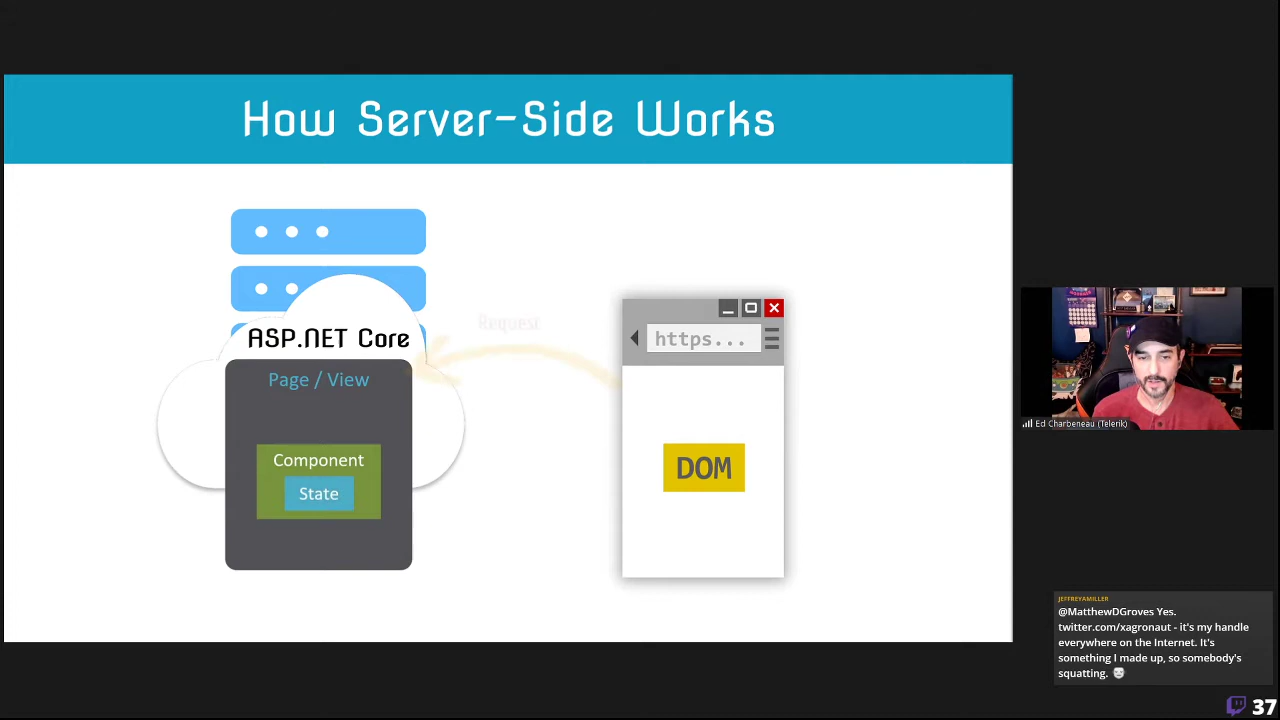 How Server-Side Works
ASP.NET Core
Page / View
Component
State
Request
https...
DOM
Ed Charbeneau (Telerik)
JEFFREYAMILLER
@MatthewDGroves Yes.
twitter.com/xagronaut - it's my handle
everywhere on the Internet. It's
something I made up, so somebody's
squatting.
37